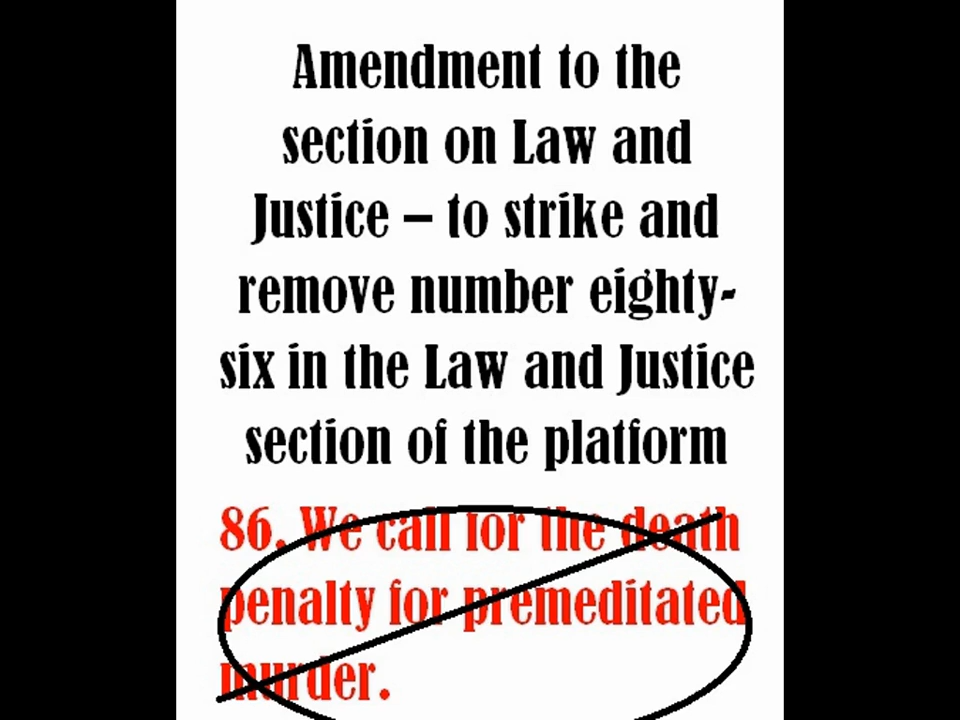 Amendment to the
section on Law and
Justice – to strike and
remove number eighty-
six in the Law and Justice
section of the platform
86. We call for the death
penalty for premeditated
murder.